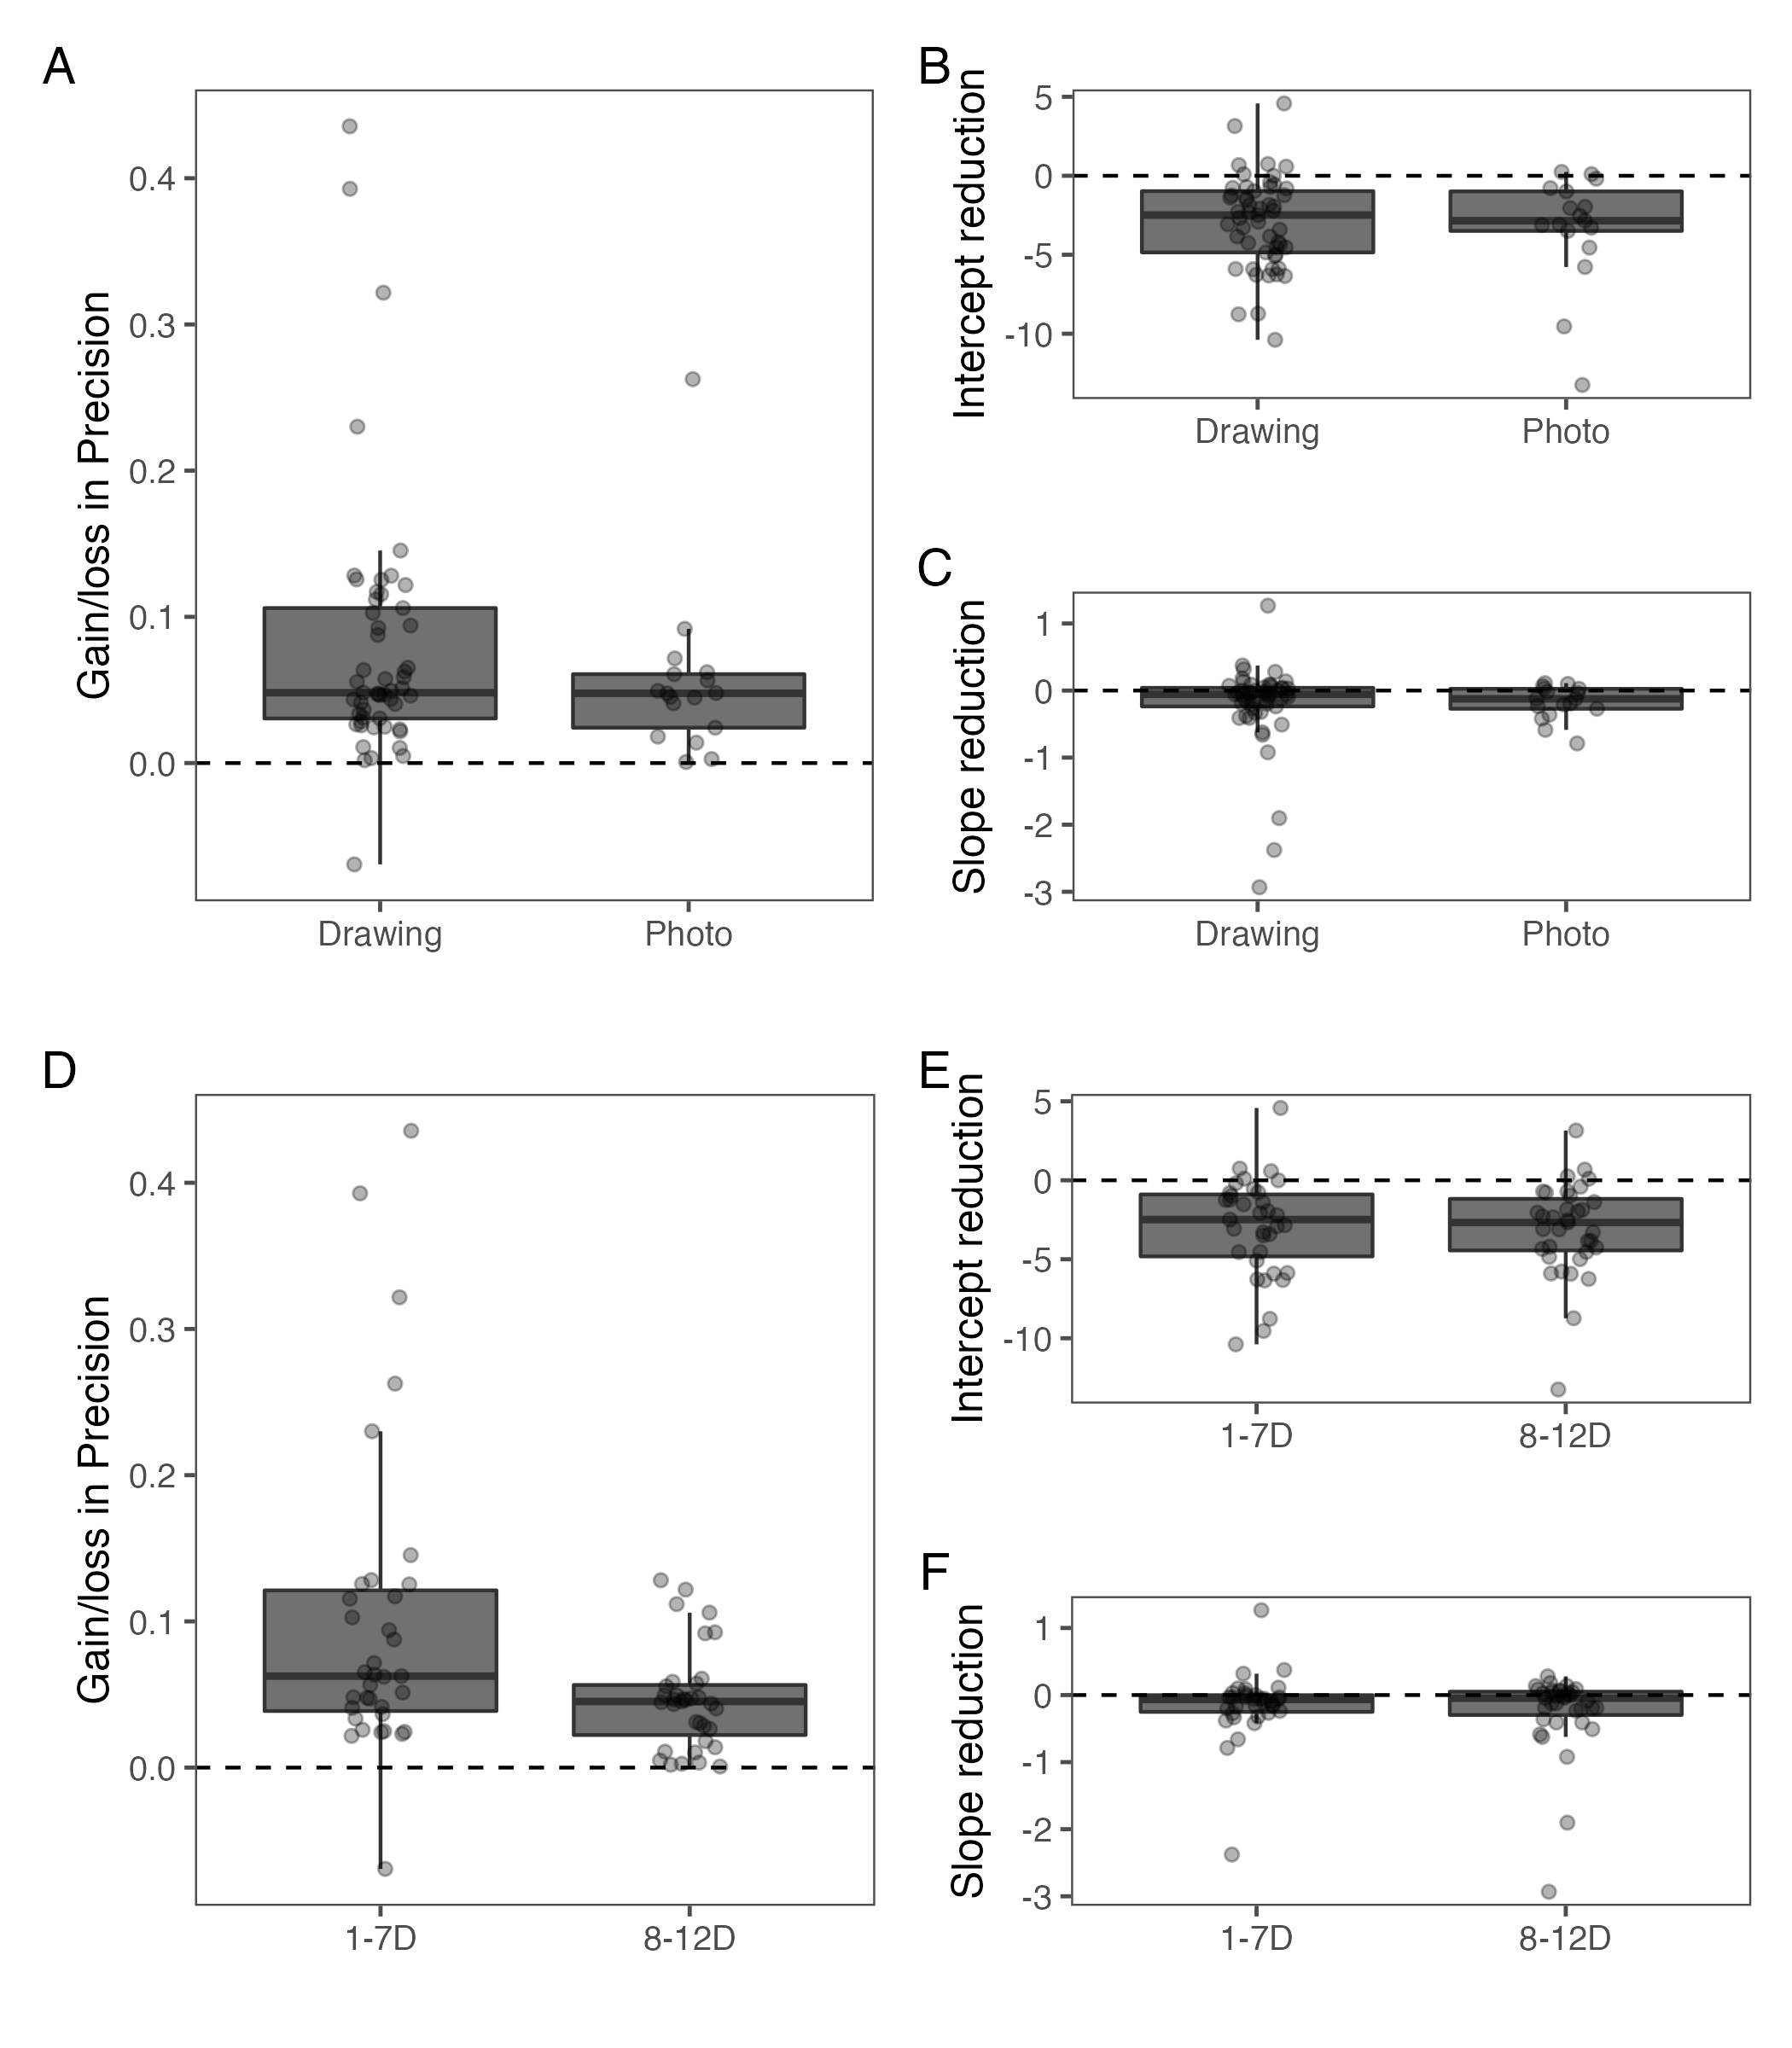 A
Gain/loss in Precision
0.4
0.3
0.2
0.1
0.0
Drawing Photo
B
Intercept reduction
5
0
-5
-10
Drawing Photo
C
Slope reduction
1
0
-1
-2
-3
Drawing Photo
D
Gain/loss in Precision
0.4
0.3
0.2
0.1
0.0
1-7D 8-12D
E
Intercept reduction
5
0
-5
-10
1-7D 8-12D
F
Slope reduction
1
0
-1
-2
-3
1-7D 8-12D